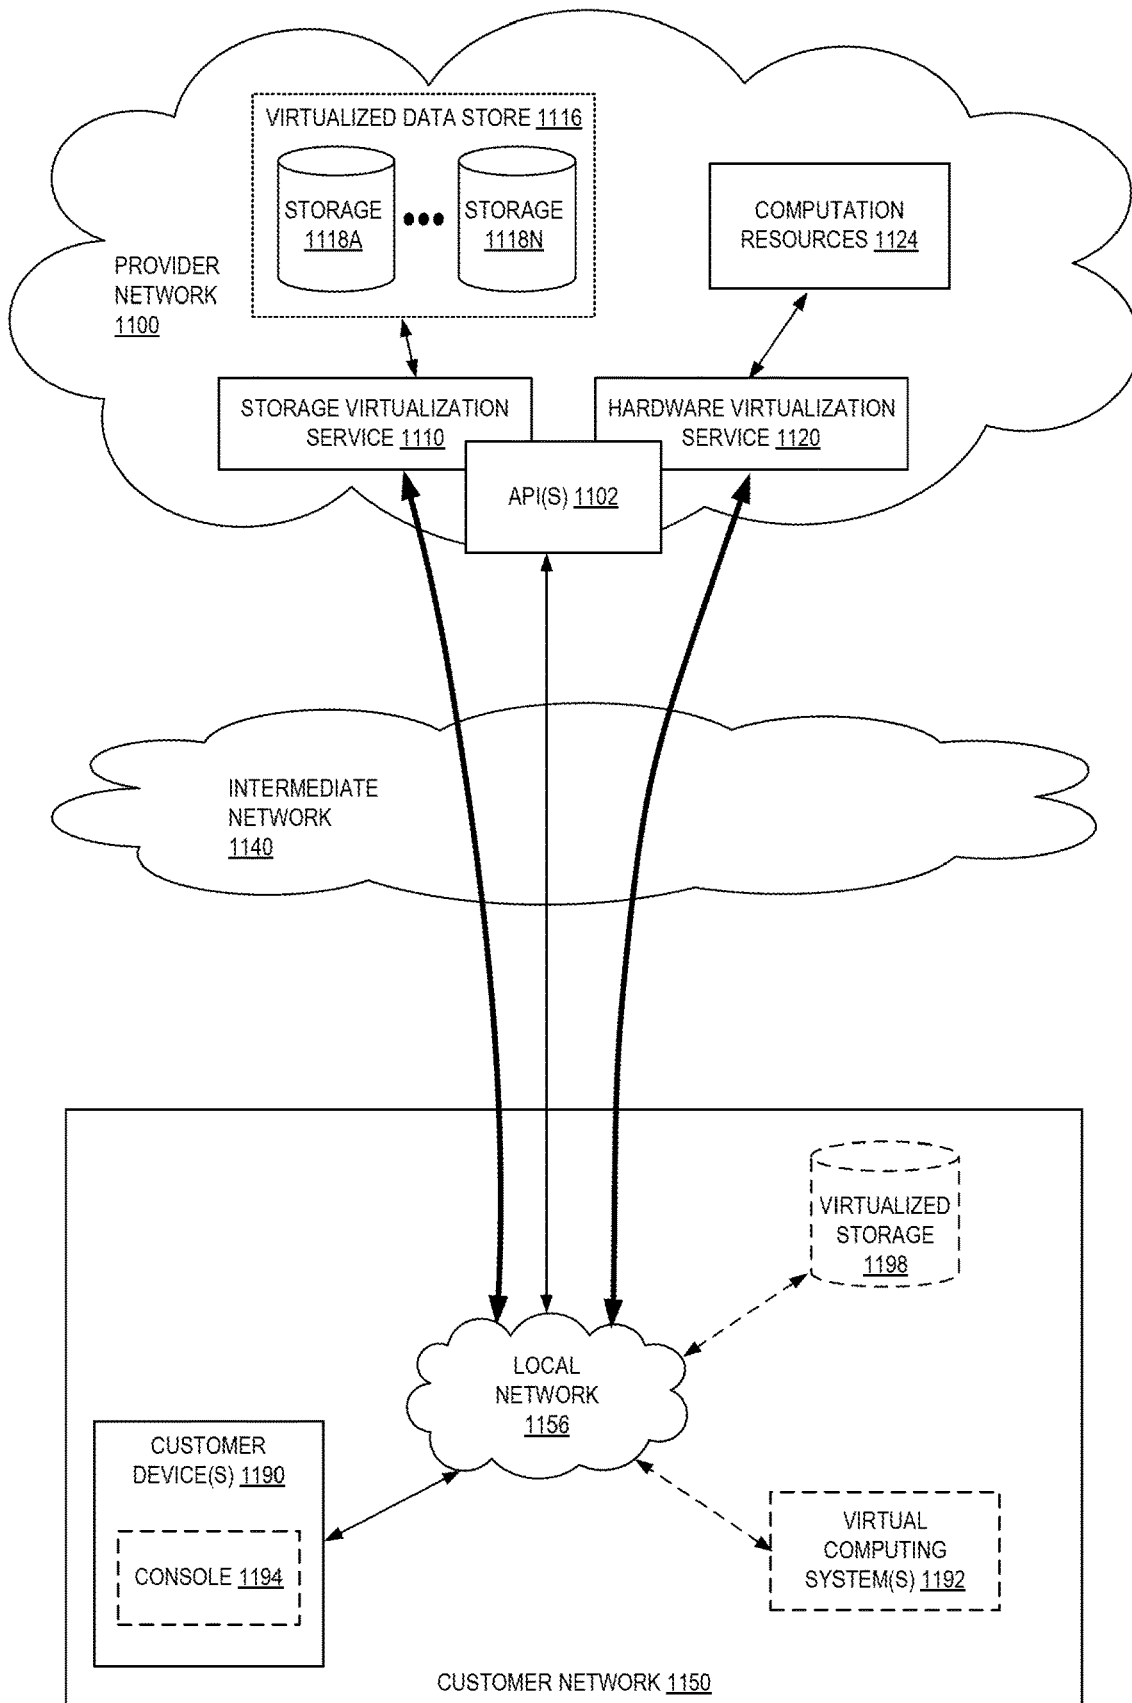 VIRTUALIZED DATA STORE 1116
STORAGE
1118A
STORAGE
1118N
COMPUTATION
RESOURCES 1124
PROVIDER
NETWORK
1100
STORAGE VIRTUALIZATION
SERVICE 1110
HARDWARE VIRTUALIZATION
SERVICE 1120
API(S) 1102
INTERMEDIATE
NETWORK
1140
VIRTUALIZED
STORAGE
1198
LOCAL
NETWORK
1156
CUSTOMER
DEVICE(S) 1190
CONSOLE 1194
VIRTUAL
COMPUTING
SYSTEM(S) 1192
CUSTOMER NETWORK 1150